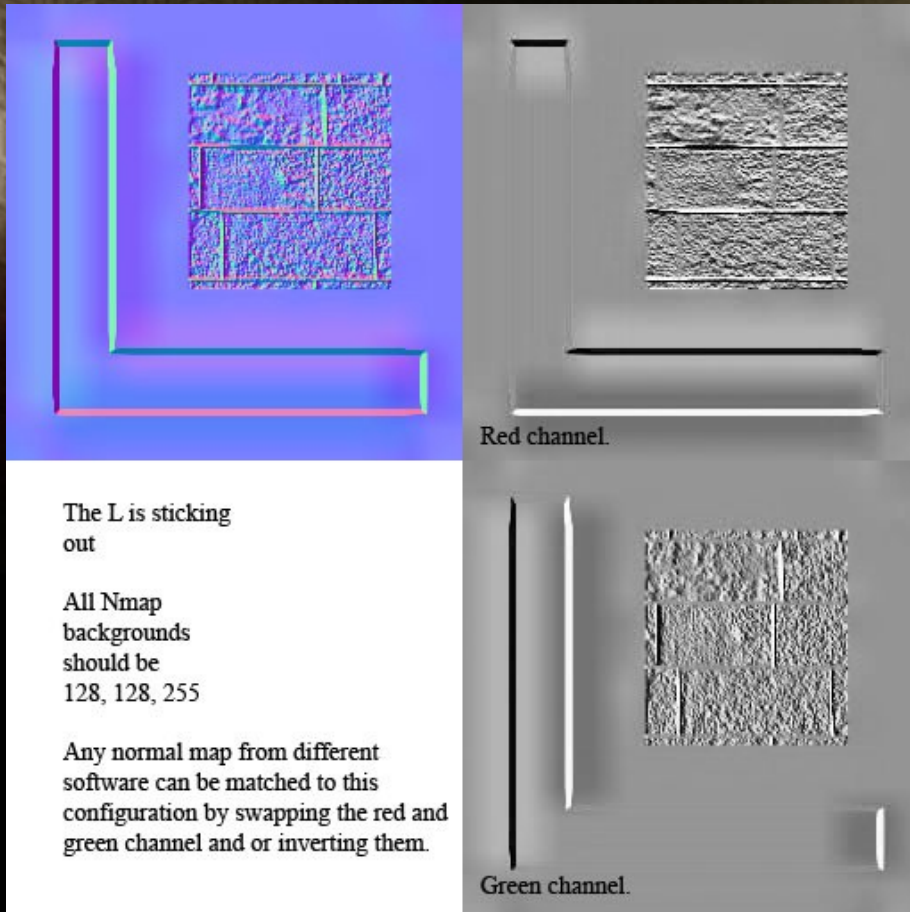 Red channel.
The L is sticking
out
All Nmap
backgrounds
should be
128, 128, 255
Any normal map from different
software can be matched to this
configuration by swapping the red and
green channel and or inverting them.
Green channel.